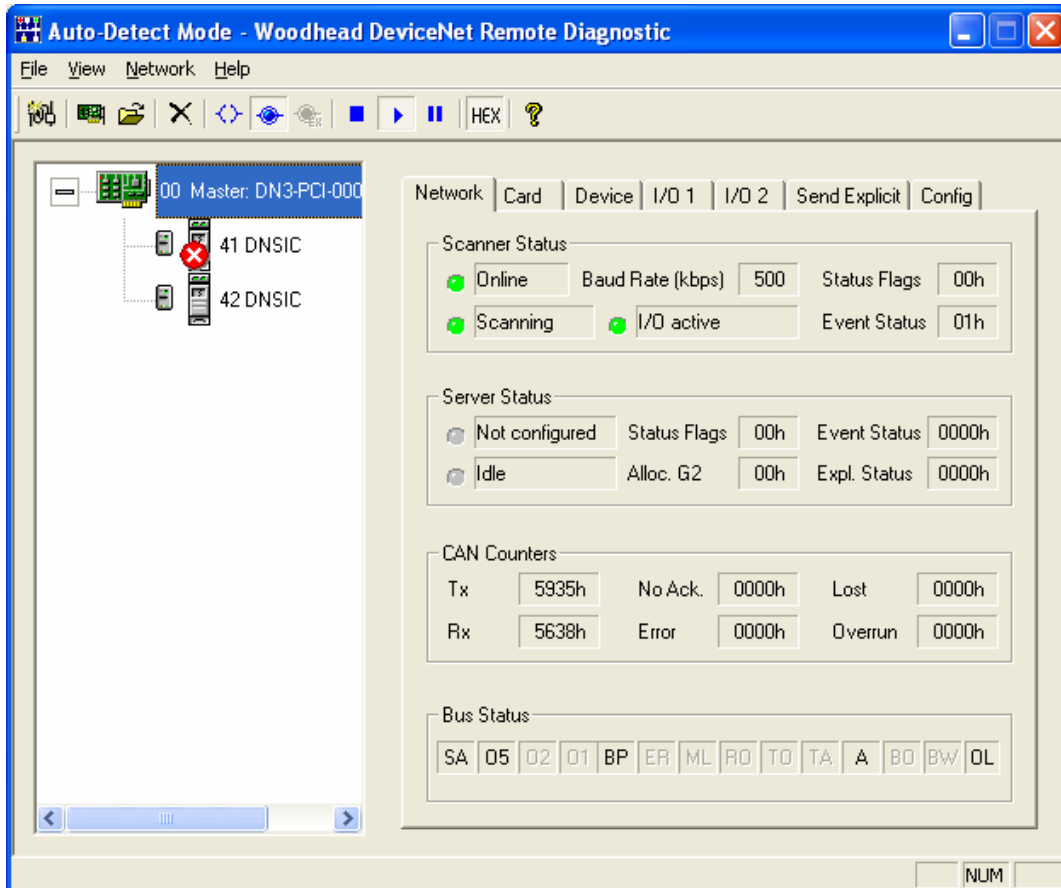 Auto-Detect Mode - Woodhead DeviceNet Remote Diagnostic
File View Network Help
HEX
00 Master: DN3-PCI-000
41 DNSIC
42 DNSIC
Network Card Device I/O 1 I/O 2 Send Explicit Config
Scanner Status
Online Baud Rate (kbps) 500 Status Flags 00h
Scanning I/O active Event Status 01h
Server Status
Not configured Status Flags 00h Event Status 0000h
Idle Alloc. G2 00h Expl. Status 0000h
CAN Counters
Tx 5935h No Ack. 0000h Lost 0000h
Rx 5638h Error 0000h Overrun 0000h
Bus Status
SA O5 O2 O1 BP ER ML RO TO TA A BO BW OL
NUM